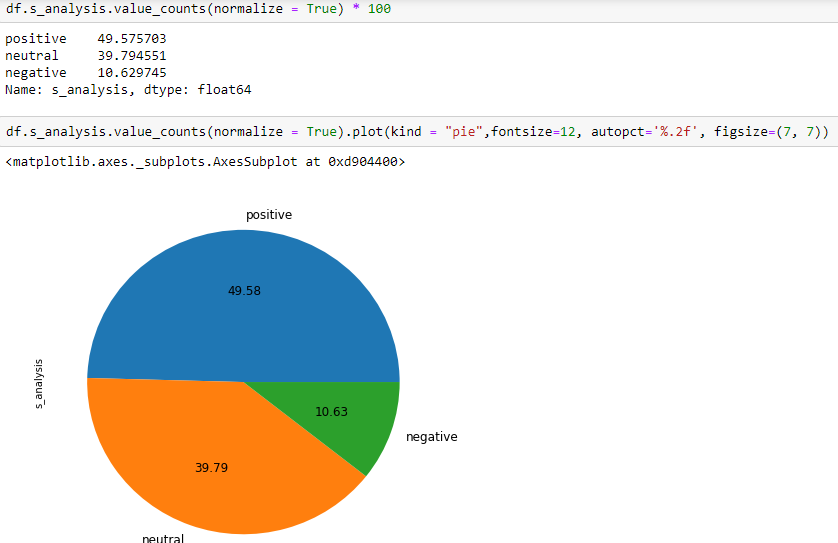 df.s_analysis.value_counts(normalize = True) * 100
positive    49.575703
neutral     39.794551
negative    10.629745
Name: s_analysis, dtype: float64
df.s_analysis.value_counts(normalize = True).plot(kind = "pie",fontsize=12, autopct='%.2f', figsize=(7, 7))
<matplotlib.axes._subplots.AxesSubplot at 0xd904400>
positive
49.58
s_analysis
10.63
negative
39.79
neutral